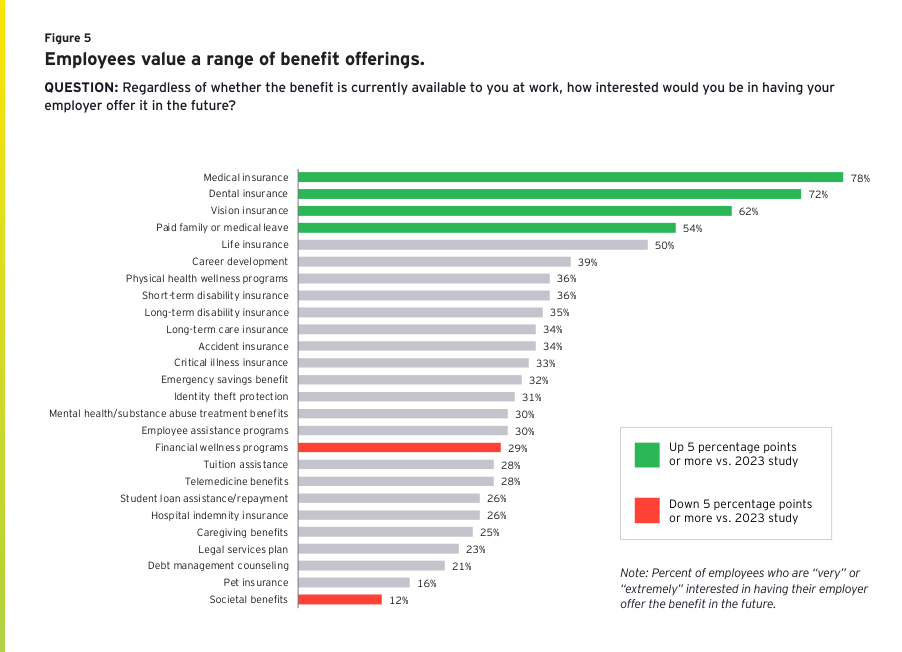 Figure 5
Employees value a range of benefit offerings.
QUESTION: Regardless of whether the benefit is currently available to you at work, how interested would you be in having your
employer offer it in the future?
Medical insurance 78%
Dental insurance 72%
Vision insurance 62%
Paid family or medical leave 54%
Life insurance 50%
Career development 39%
Physical health wellness programs 36%
Short-term disability insurance 36%
Long-term disability insurance 35%
Long-term care insurance 34%
Accident insurance 34%
Critical illness insurance 33%
Emergency savings benefit 32%
Identity theft protection 31%
Mental health/substance abuse treatment benefits 30%
Employee assistance programs 30%
Financial wellness programs 29%
Tuition assistance 28%
Telemedicine benefits 28%
Student loan assistance/repayment 26%
Hospital indemnity insurance 26%
Caregiving benefits 25%
Legal services plan 23%
Debt management counseling 21%
Pet insurance 16%
Societal benefits 12%
Up 5 percentage points
or more vs. 2023 study
Down 5 percentage points
or more vs. 2023 study
Note: Percent of employees who are “very” or
“extremely” interested in having their employer
offer the benefit in the future.